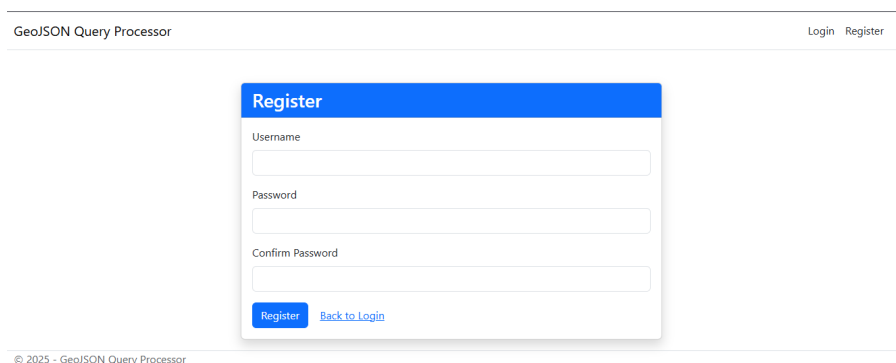 GeoJSON Query Processor
Login Register
Register
Username
Password
Confirm Password
Register Back to Login
© 2025 - GeoJSON Query Processor